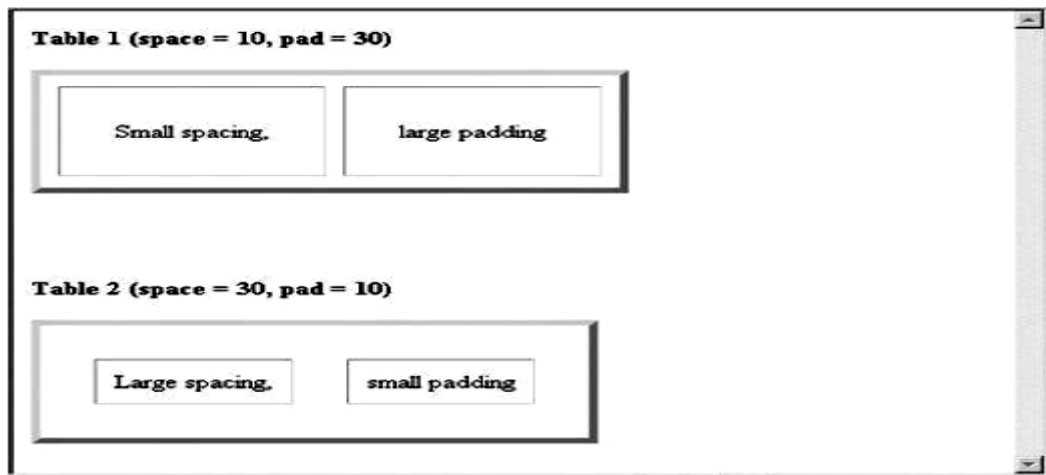 Table 1 (space = 10, pad = 30)
Small spacing, large padding
Table 2 (space = 30, pad = 10)
Large spacing, small padding